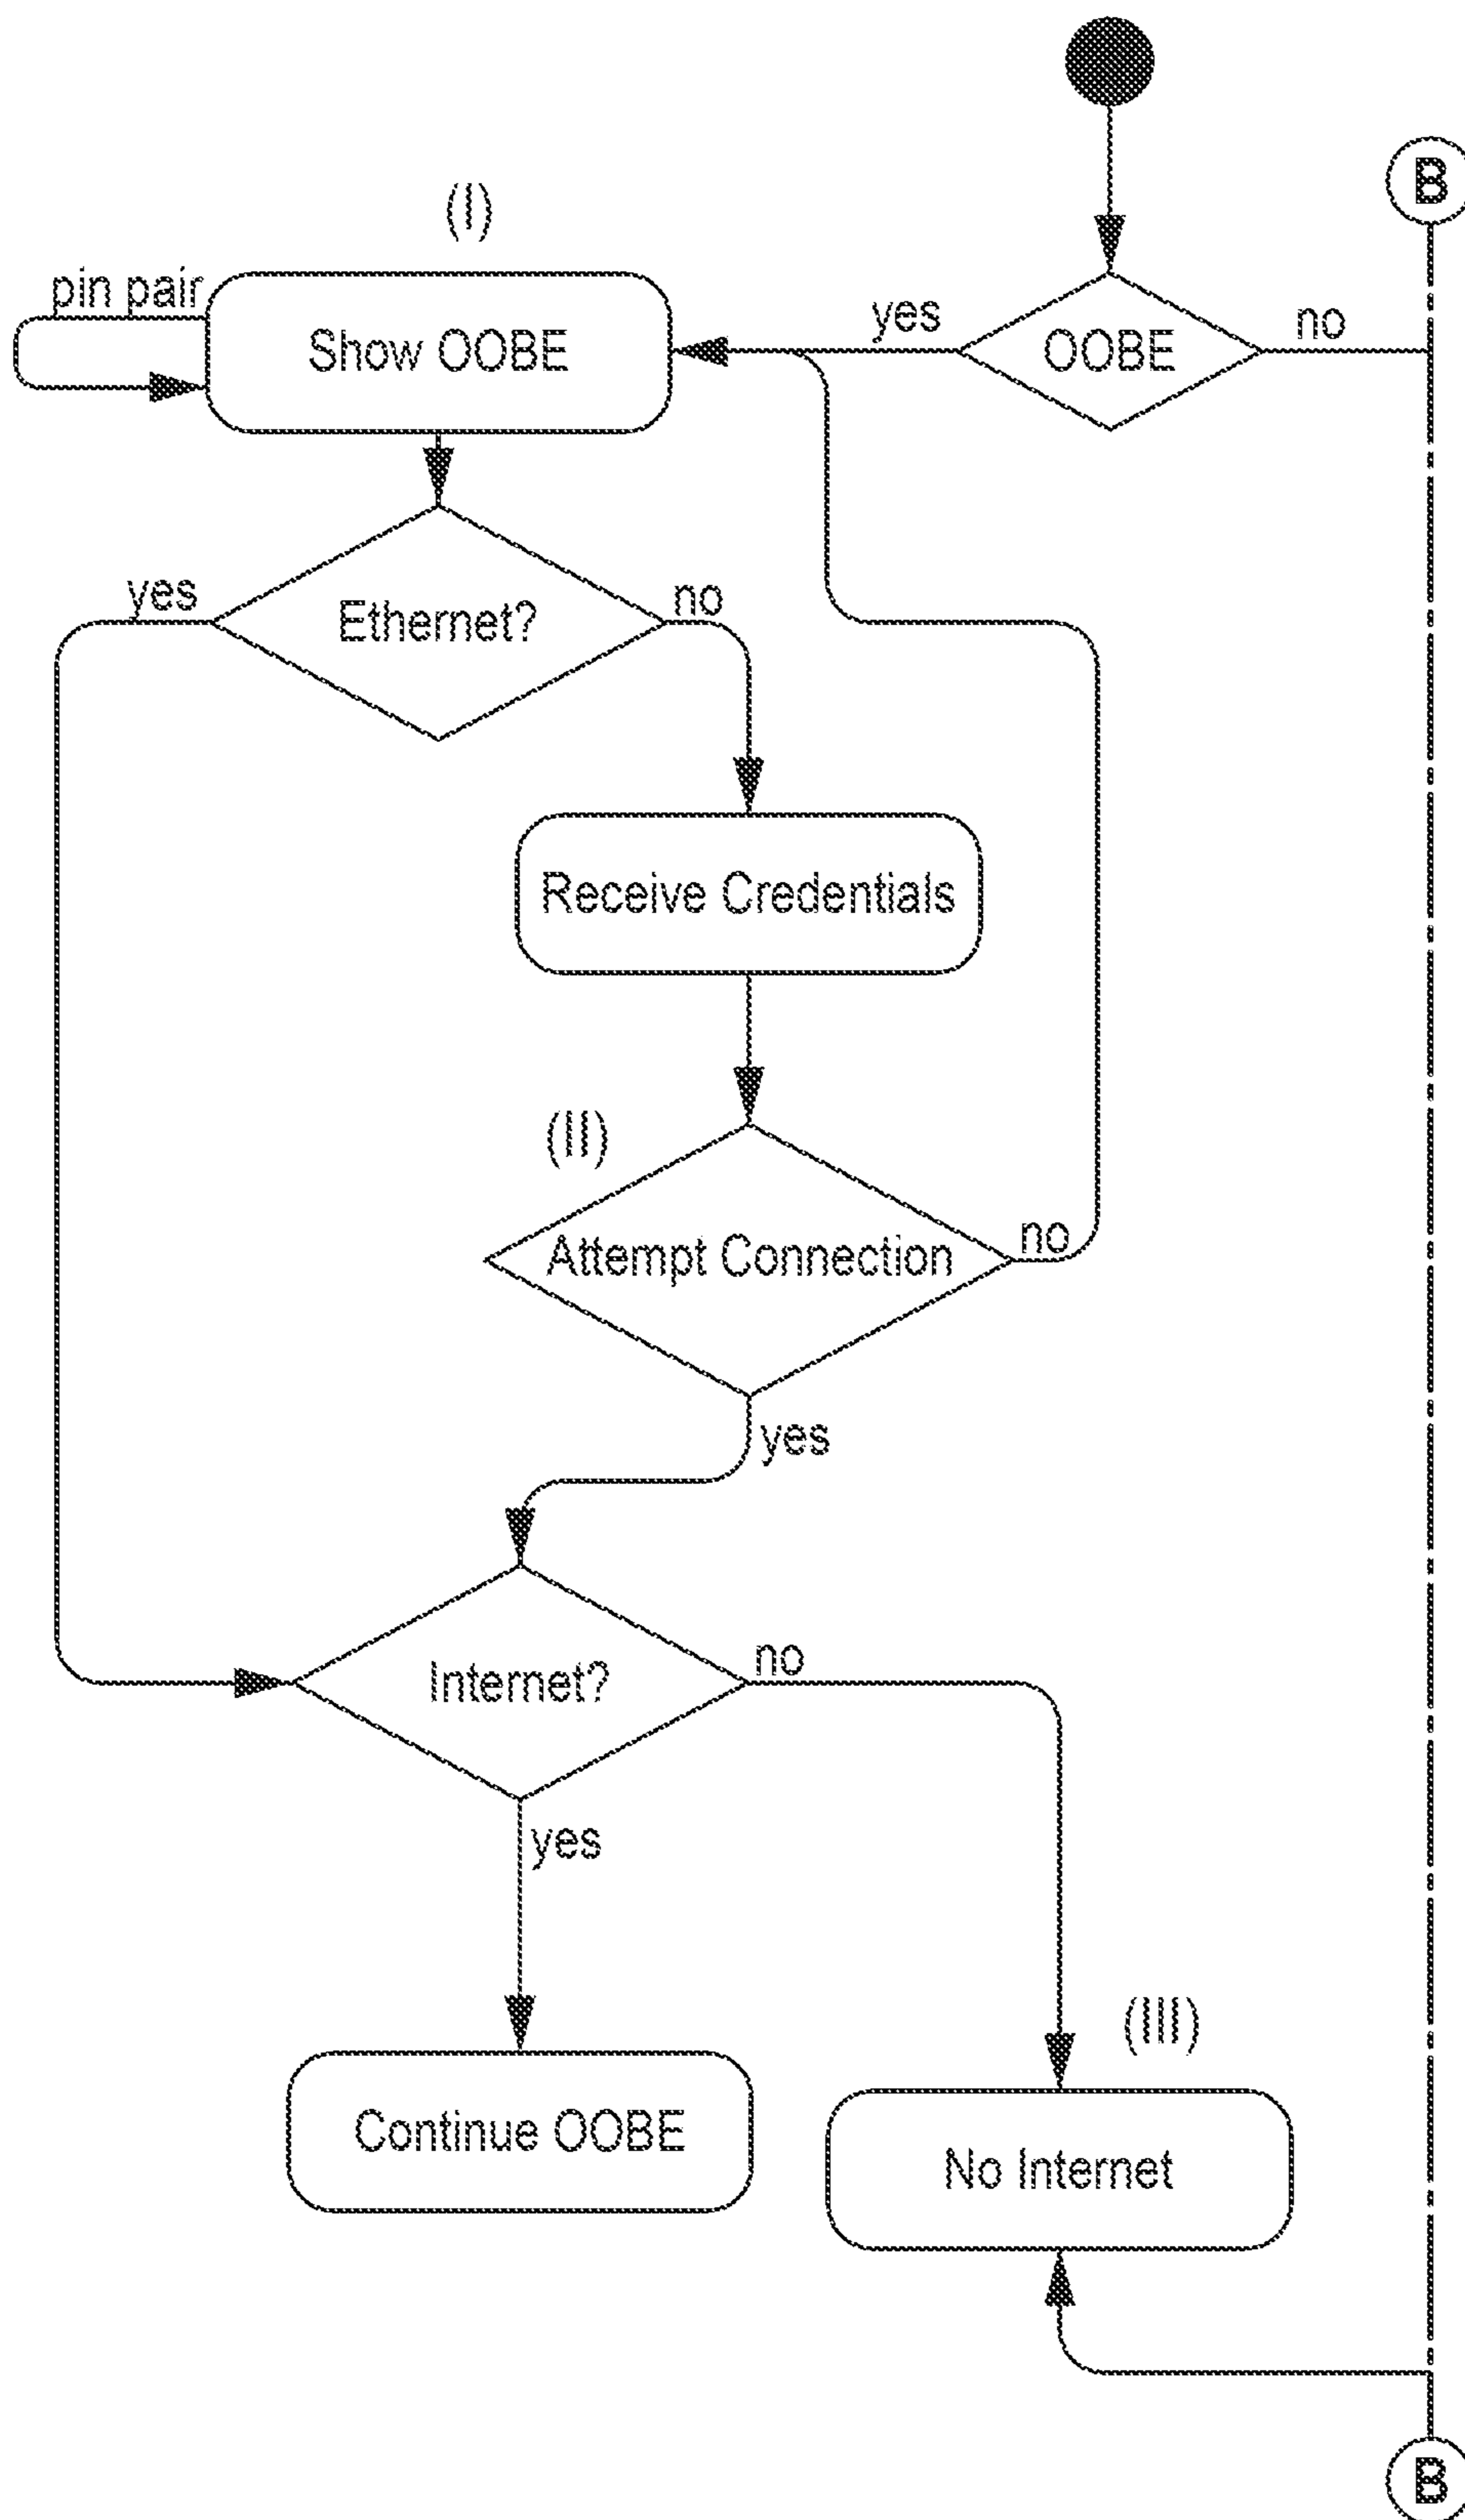 B
(I)
pin pair
Show OOBE
yes
OOBE
no
yes
Ethernet?
no
Receive Credentials
(II)
Attempt Connection
no
yes
Internet?
no
yes
(III)
Continue OOBE
No Internet
B